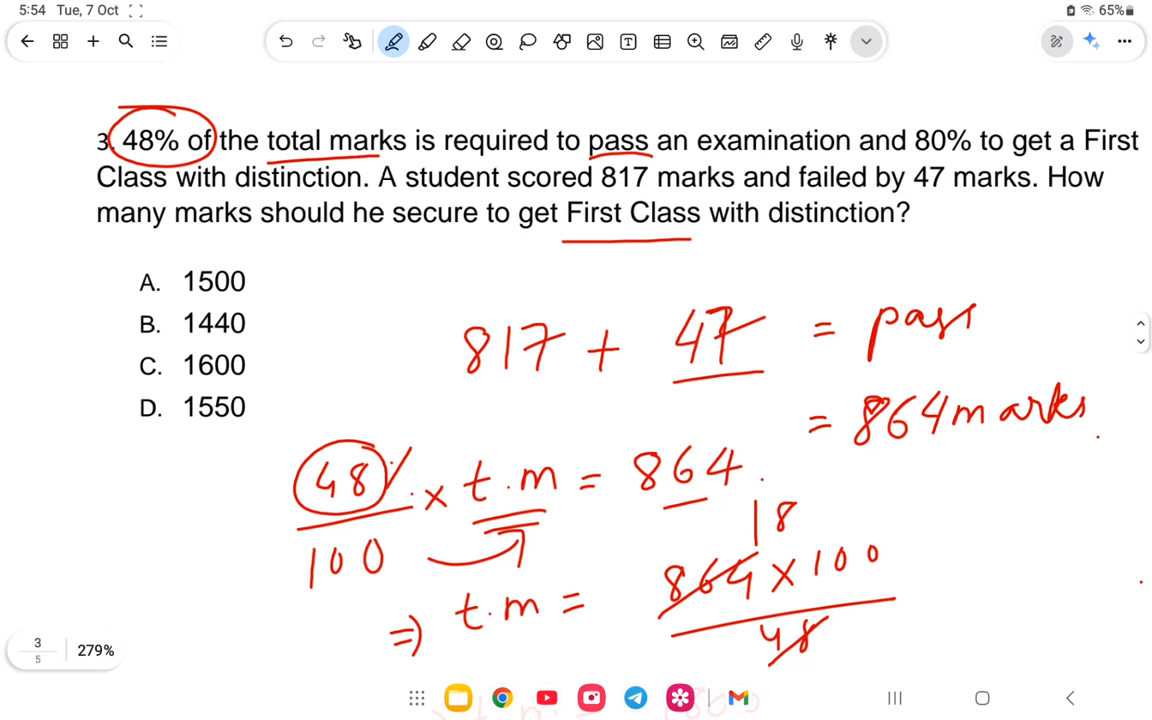 5:54 Tue, 7 Oct
65%
3. 48% of the total marks is required to pass an examination and 80% to get a First
Class with distinction. A student scored 817 marks and failed by 47 marks. How
many marks should he secure to get First Class with distinction?
A. 1500
B. 1440
C. 1600
D. 1550
817 + 47 = pass
= 864 marks.
48% × t.m = 864.
100
18
864 × 100
⇒ t.m =
48
3
5
279%